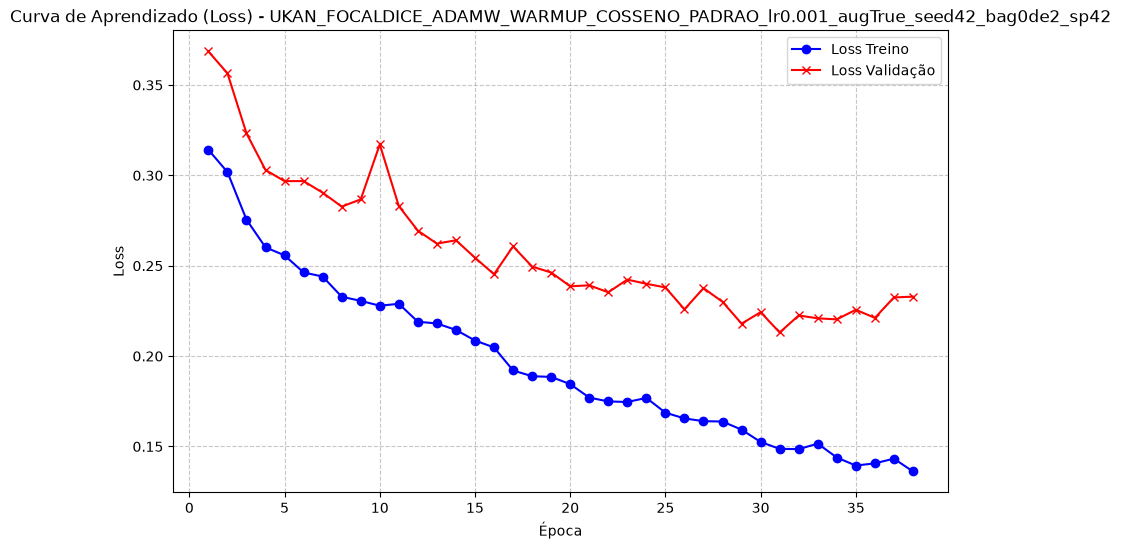 Curva de Aprendizado (Loss) - UKAN_FOCALDICE_ADAMW_WARMUP_COSSENO_PADRAO_lr0.001_augTrue_seed42_bag0de2_sp42
Loss Treino
Loss Validação
0.35
0.30
0.25
0.20
0.15
Loss
0 5 10 15 20 25 30 35
Época